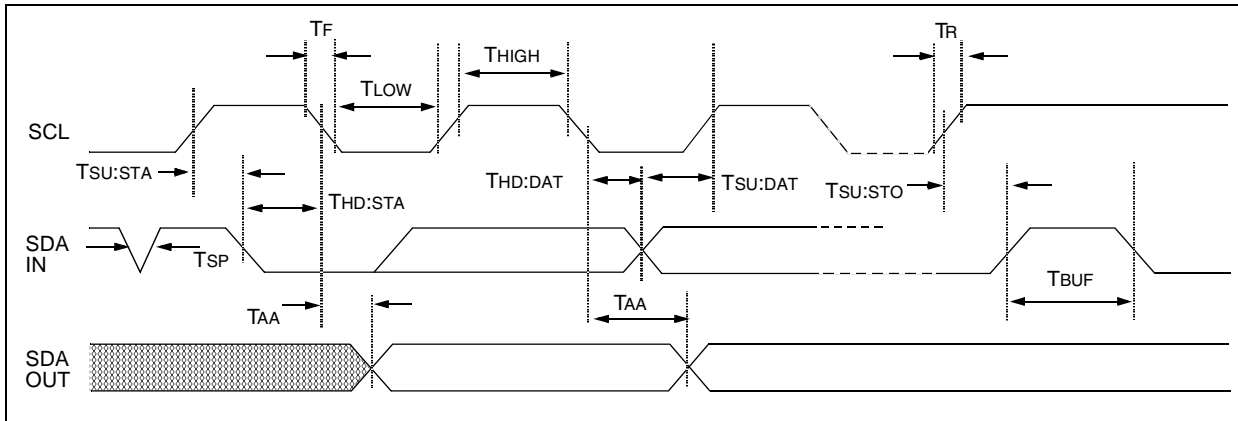 TF
TR
THIGH
TLOW
SCL
TSU:STA
THD:STA
THD:DAT
TSU:DAT
TSU:STO
SDA
IN
TSP
TBUF
TAA
TAA
SDA
OUT